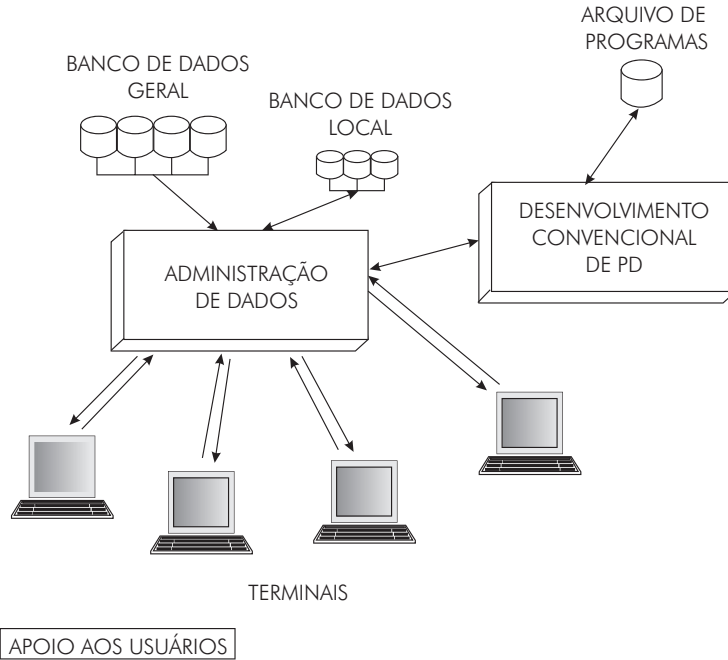 ARQUIVO DE
PROGRAMAS
BANCO DE DADOS
GERAL
BANCO DE DADOS
LOCAL
DESENVOLVIMENTO
CONVENCIONAL
DE PD
ADMINISTRAÇÃO
DE DADOS
TERMINAIS
APOIO AOS USUÁRIOS